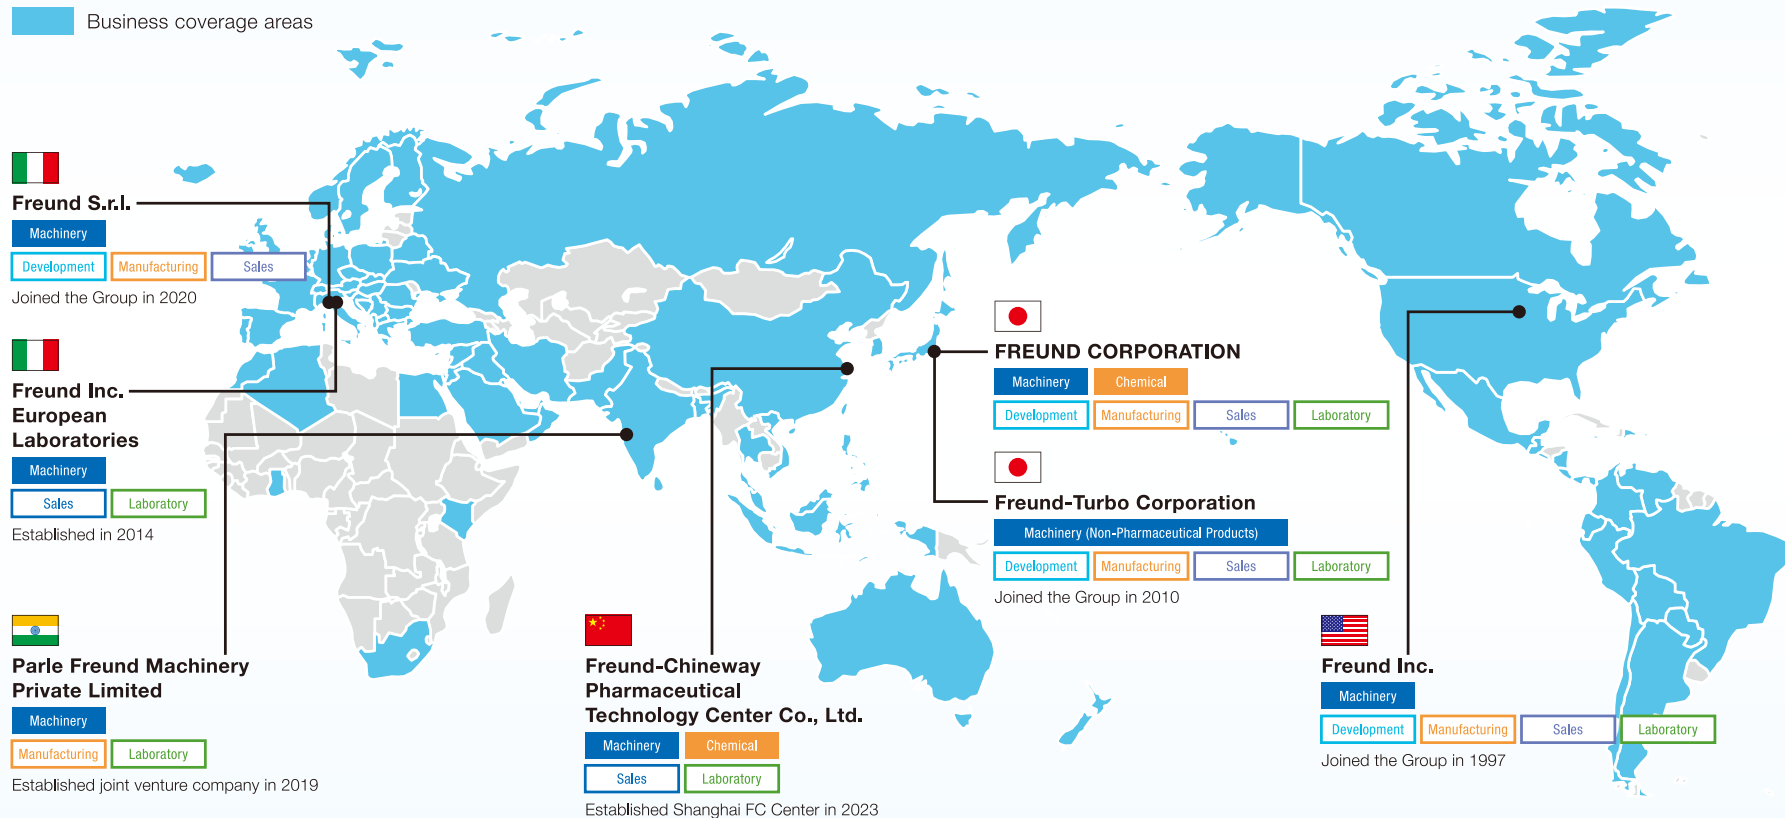 Business coverage areas
Freund S.r.l.
Machinery
Development Manufacturing Sales
Joined the Group in 2020
Freund Inc.
European
Laboratories
Machinery
Sales Laboratory
Established in 2014
Parle Freund Machinery
Private Limited
Machinery
Manufacturing Laboratory
Established joint venture company in 2019
Freund-Chineway
Pharmaceutical
Technology Center Co., Ltd.
Machinery Chemical
Sales Laboratory
Established Shanghai FC Center in 2023
FREUND CORPORATION
Machinery Chemical
Development Manufacturing Sales Laboratory
Freund-Turbo Corporation
Machinery (Non-Pharmaceutical Products)
Development Manufacturing Sales Laboratory
Joined the Group in 2010
Freund Inc.
Machinery
Development Manufacturing Sales Laboratory
Joined the Group in 1997